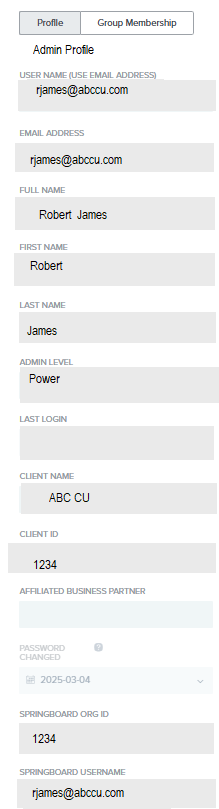 Profile
Group Membership
Admin Profile
USER NAME (USE EMAIL ADDRESS)
rjames@abccu.com
EMAIL ADDRESS
rjames@abccu.com
FULL NAME
Robert James
FIRST NAME
Robert
LAST NAME
James
ADMIN LEVEL
Power
LAST LOGIN
CLIENT NAME
ABC CU
CLIENT ID
1234
AFFILIATED BUSINESS PARTNER
PASSWORD
CHANGED
?
2025-03-04
SPRINGBOARD ORG ID
1234
SPRINGBOARD USERNAME
rjames@abccu.com